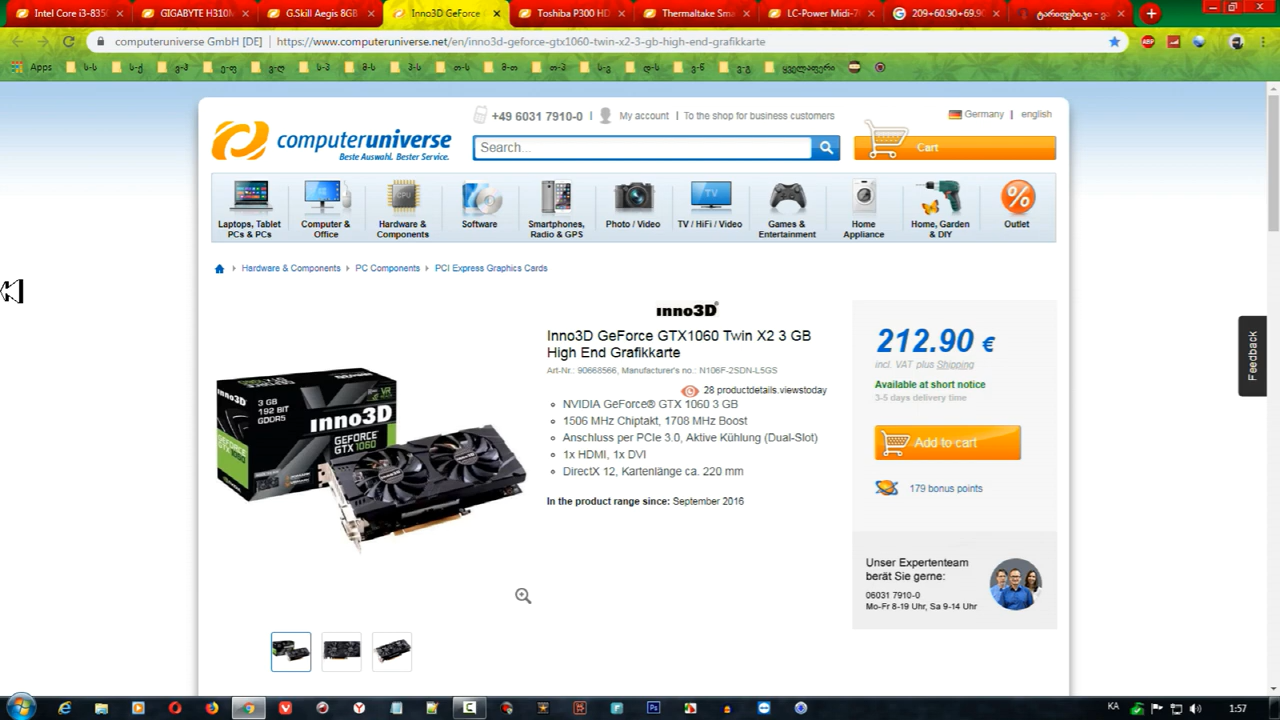 Intel Core i3-835
GIGABYTE H310M
G.Skill Aegis 8GB
Inno3D GeForce
Toshiba P300 HD
Thermaltake Sma
LC-Power Midi-7
209+60.90+69.9
computeruniverse GmbH [DE] | https://www.computeruniverse.net/en/inno3d-geforce-gtx1060-twin-x2-3-gb-high-end-grafikkarte
Apps
ყველაფერი
+49 6031 7910-0 | My account | To the shop for business customers
Germany | english
computeruniverse
Beste Auswahl. Bester Service.
Search...
Cart
Laptops, Tablet
PCs & PCs
Computer &
Office
CPU
Hardware &
Components
Software
Smartphones,
Radio & GPS
Photo / Video
TV
TV / HiFi / Video
Games &
Entertainment
Home
Appliance
Home, Garden
& DIY
%
Outlet
Hardware & Components
PC Components
PCI Express Graphics Cards
inno3D
Inno3D GeForce GTX1060 Twin X2 3 GB
High End Grafikkarte
Art-Nr.: 90668566, Manufacturer's no.: N106F-2SDN-L5GS
28 productdetails.viewstoday
NVIDIA GeForce® GTX 1060 3 GB
1506 MHz Chiptakt, 1708 MHz Boost
Anschluss per PCIe 3.0, Aktive Kühlung (Dual-Slot)
1x HDMI, 1x DVI
DirectX 12, Kartenlänge ca. 220 mm
In the product range since: September 2016
3 GB
192 BIT
GDDR5
inno3D
GEFORCE
GTX 1060
212.90 €
incl. VAT plus Shipping
Available at short notice
3-5 days delivery time
Add to cart
179 bonus points
Unser Expertenteam
berät Sie gerne:
06031 7910-0
Mo-Fr 8-19 Uhr, Sa 9-14 Uhr
Feedback
KA
1:57